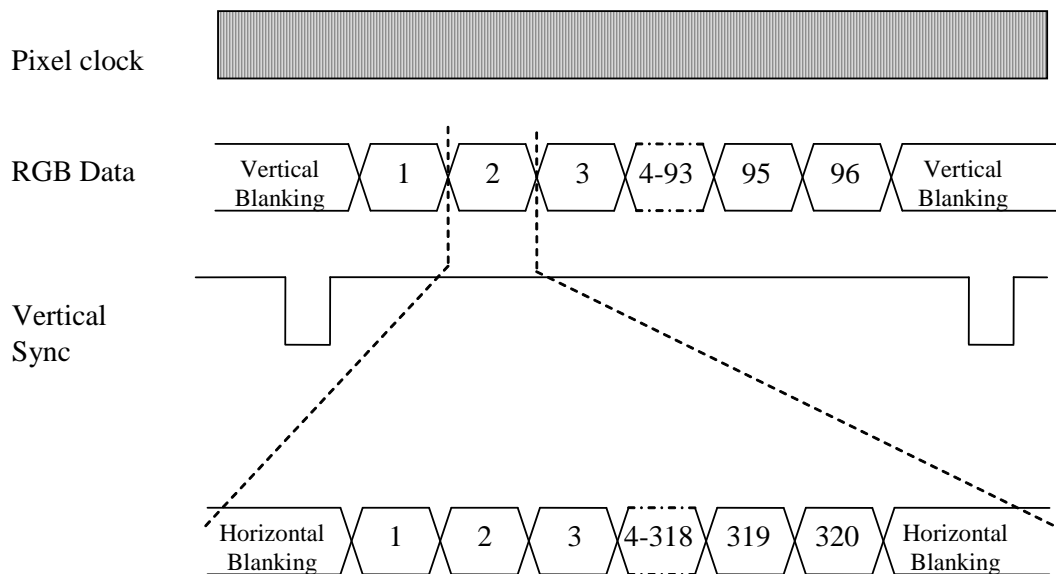 Pixel clock
RGB Data
Vertical
Blanking
1
2
3
4-93
95
96
Vertical
Blanking
Vertical
Sync
Horizontal
Blanking
1
2
3
4-318
319
320
Horizontal
Blanking